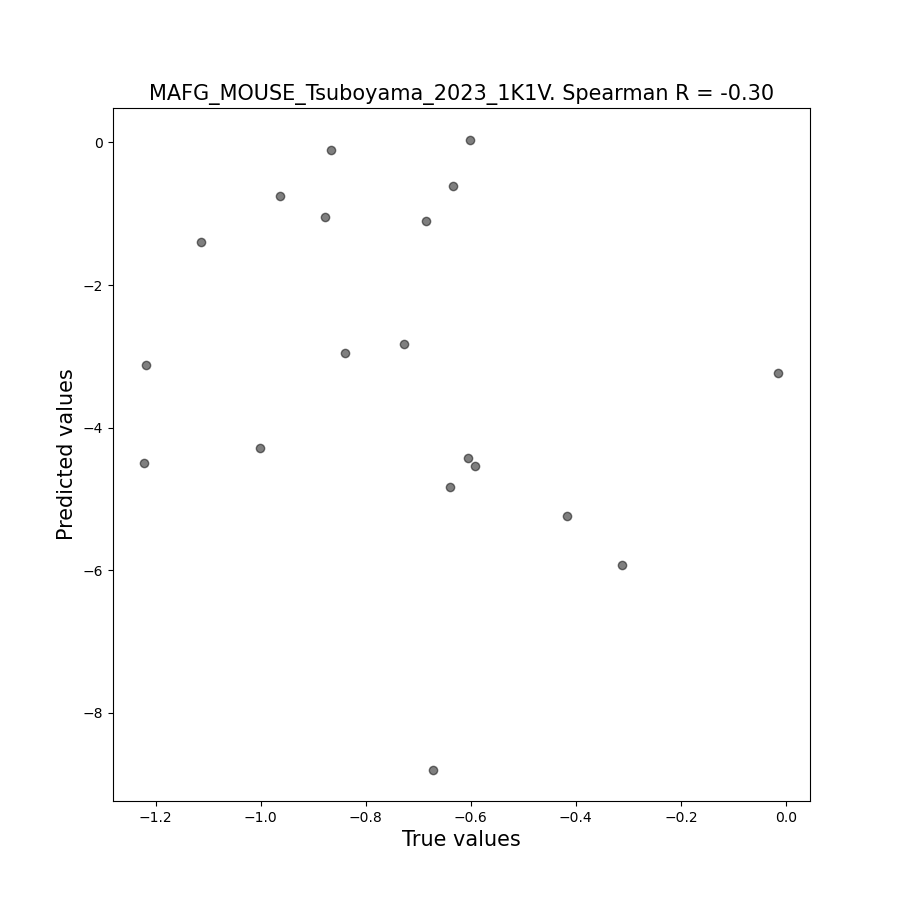 MAFG_MOUSE_Tsuboyama_2023_1K1V. Spearman R = -0.30
0
−2
−4
−6
−8
Predicted values
−1.2 −1.0 −0.8 −0.6 −0.4 −0.2 0.0
True values